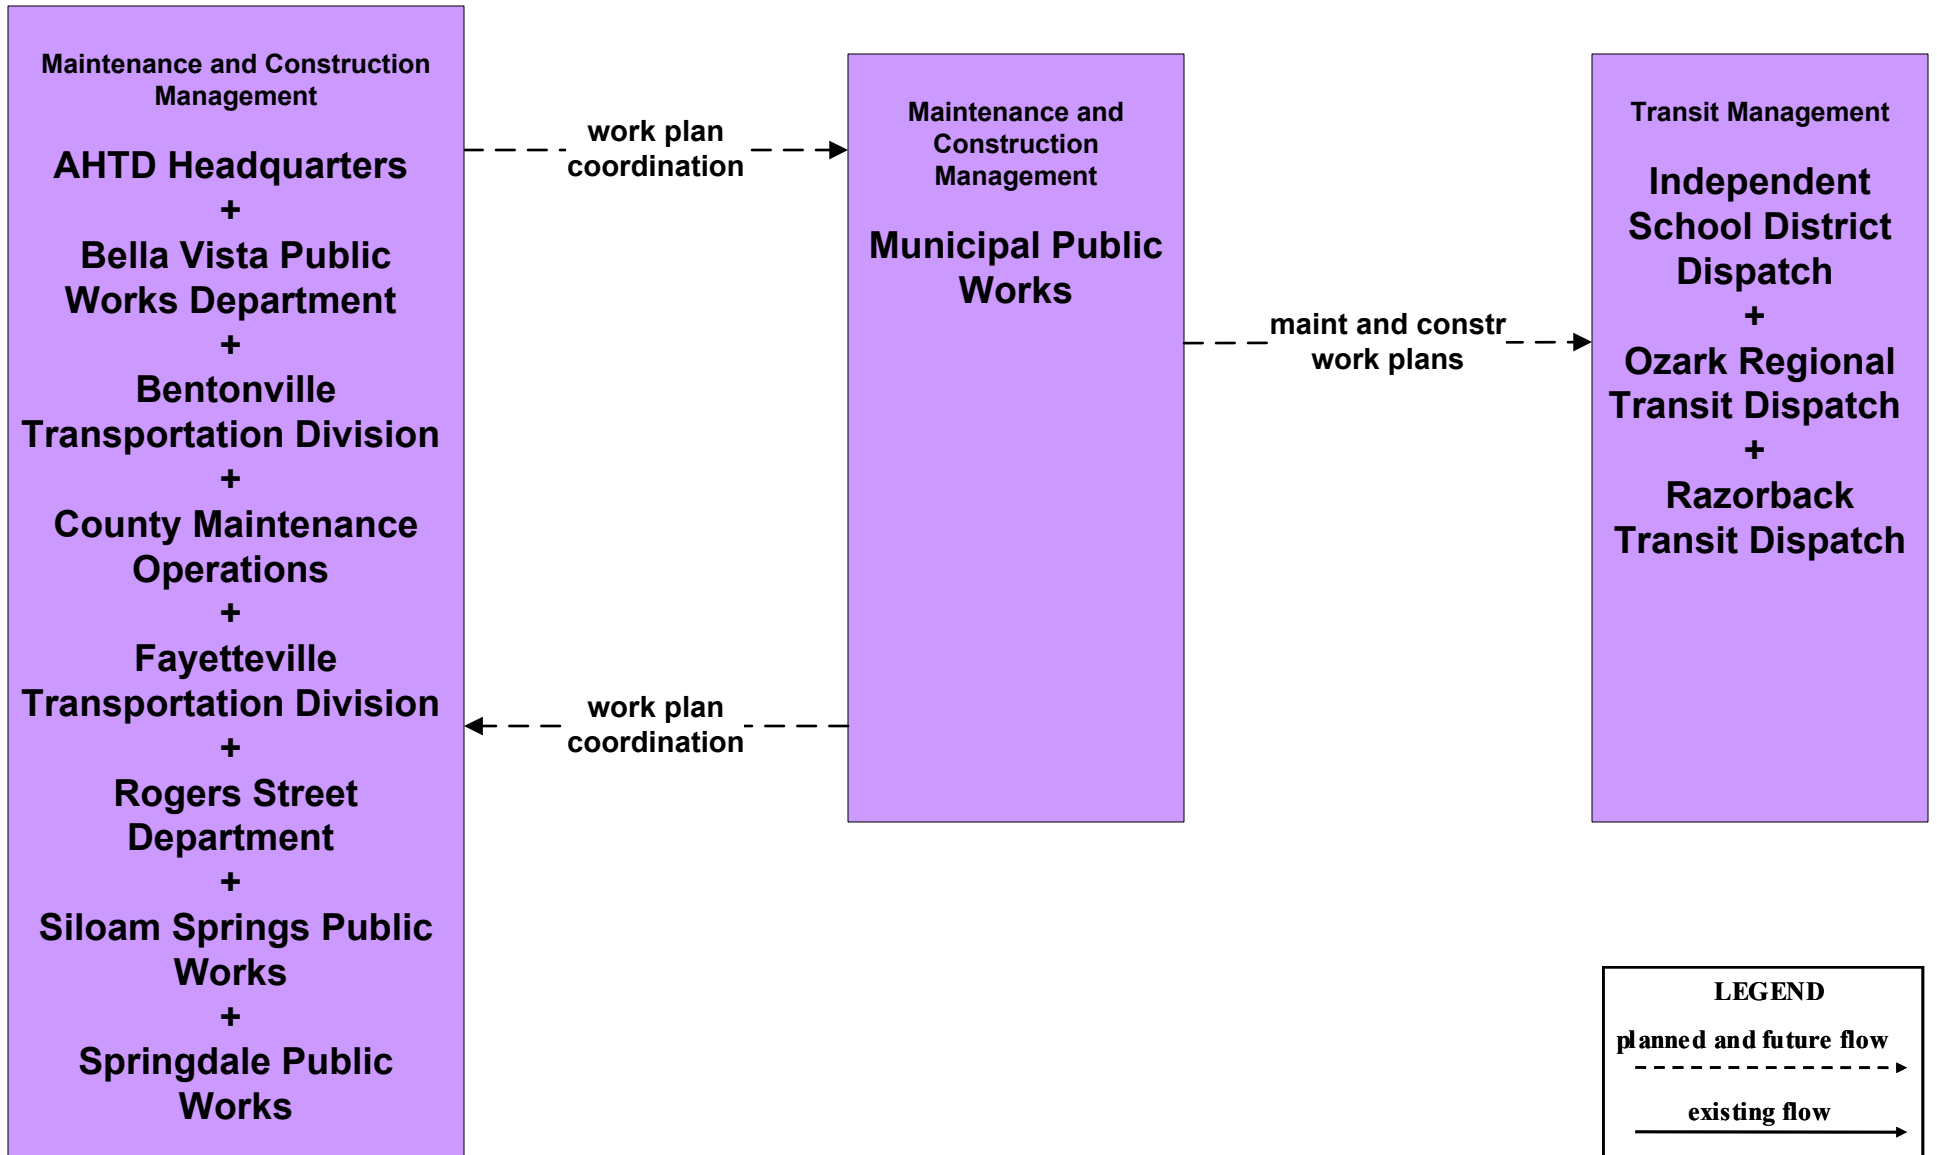 Maintenance and Construction
Management
AHTD Headquarters
+
Bella Vista Public
Works Department
+
Bentonville
Transportation Division
+
County Maintenance
Operations
+
Fayetteville
Transportation Division
+
Rogers Street
Department
+
Siloam Springs Public
Works
+
Springdale Public
Works
work plan
coordination
work plan
coordination
Maintenance and
Construction
Management
Municipal Public
Works
maint and constr
work plans
Transit Management
Independent
School District
Dispatch
+
Ozark Regional
Transit Dispatch
+
Razorback
Transit Dispatch
LEGEND
planned and future flow
existing flow